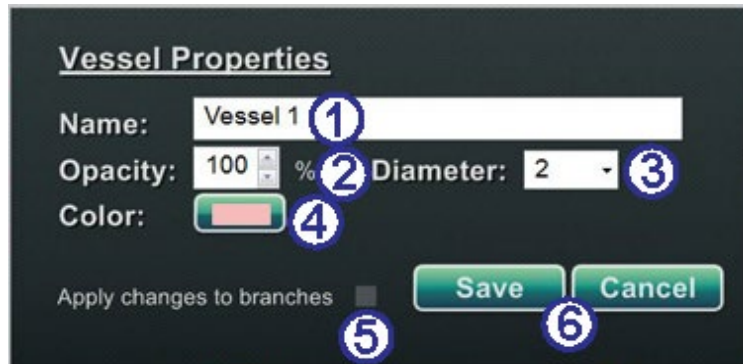 Vessel Properties
Name: Vessel 1 1
Opacity: 100 % 2 Diameter: 2 3
Color: 4
Apply changes to branches 5 Save 6 Cancel